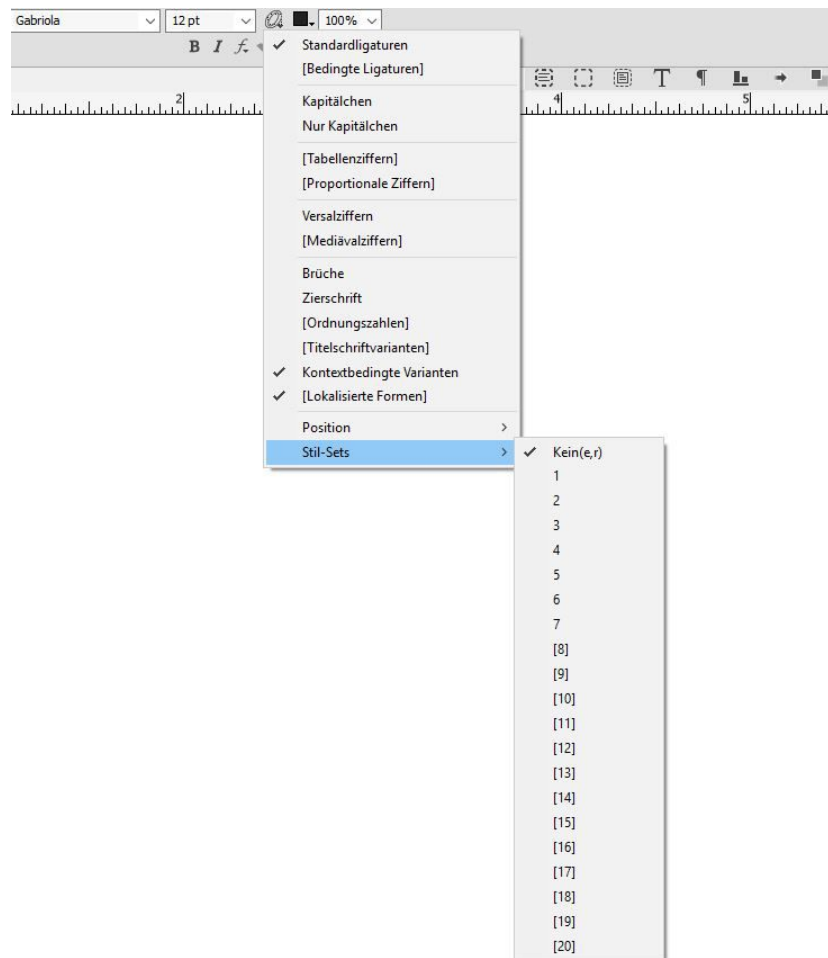 Gabriola 12 pt 100%
B I f.
Standardligaturen
[Bedingte Ligaturen]
Kapitälchen
Nur Kapitälchen
[Tabellenziffern]
[Proportionale Ziffern]
Versalziffern
[Mediävalziffern]
Brüche
Zierschrift
[Ordnungszahlen]
[Titelschriftvarianten]
Kontextbedingte Varianten
[Lokalisierte Formen]
Position
Stil-Sets
T ¶
2 4 5
Kein(e,r)
1
2
3
4
5
6
7
[8]
[9]
[10]
[11]
[12]
[13]
[14]
[15]
[16]
[17]
[18]
[19]
[20]